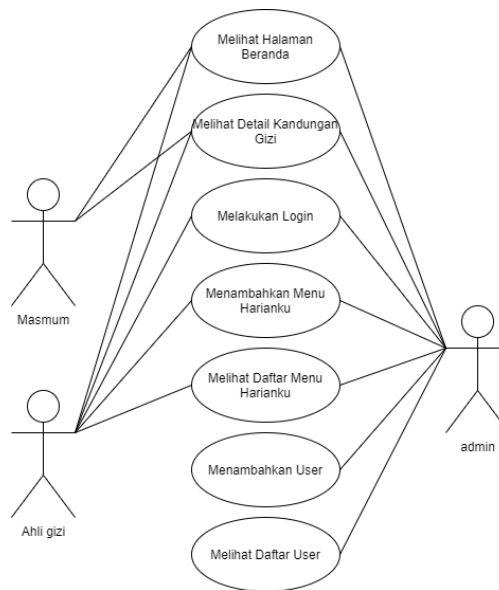 Melihat Halaman
Beranda
Melihat Detail Kandungan
Gizi
Melakukan Login
Masmum
Menambahkan Menu
Harianku
Melihat Daftar Menu
Harianku
admin
Menambahkan User
Ahli gizi
Melihat Daftar User